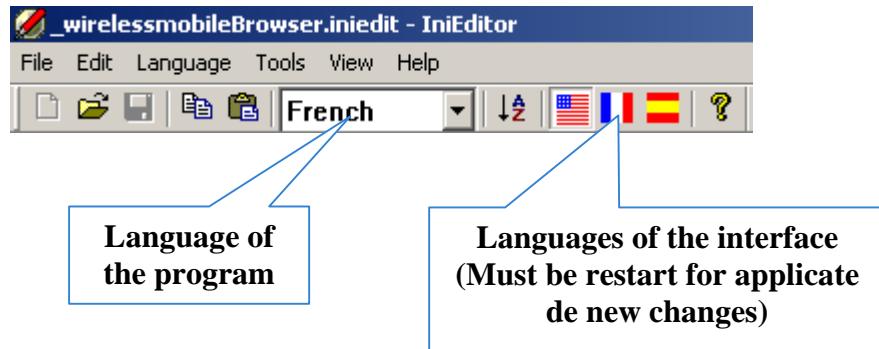 _wirelessmobileBrowser.iniedit - IniEditor
File Edit Language Tools View Help
French
Language of
the program
Languages of the interface
(Must be restart for applicate
de new changes)